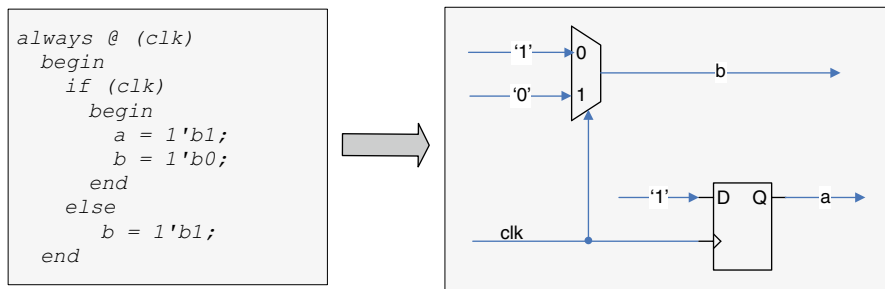 always @ (clk)
begin
if (clk)
begin
a = 1'b1;
b = 1'b0;
end
else
b = 1'b1;
end
‘1’
0
b
‘0’
1
‘1’
D
Q
a
clk